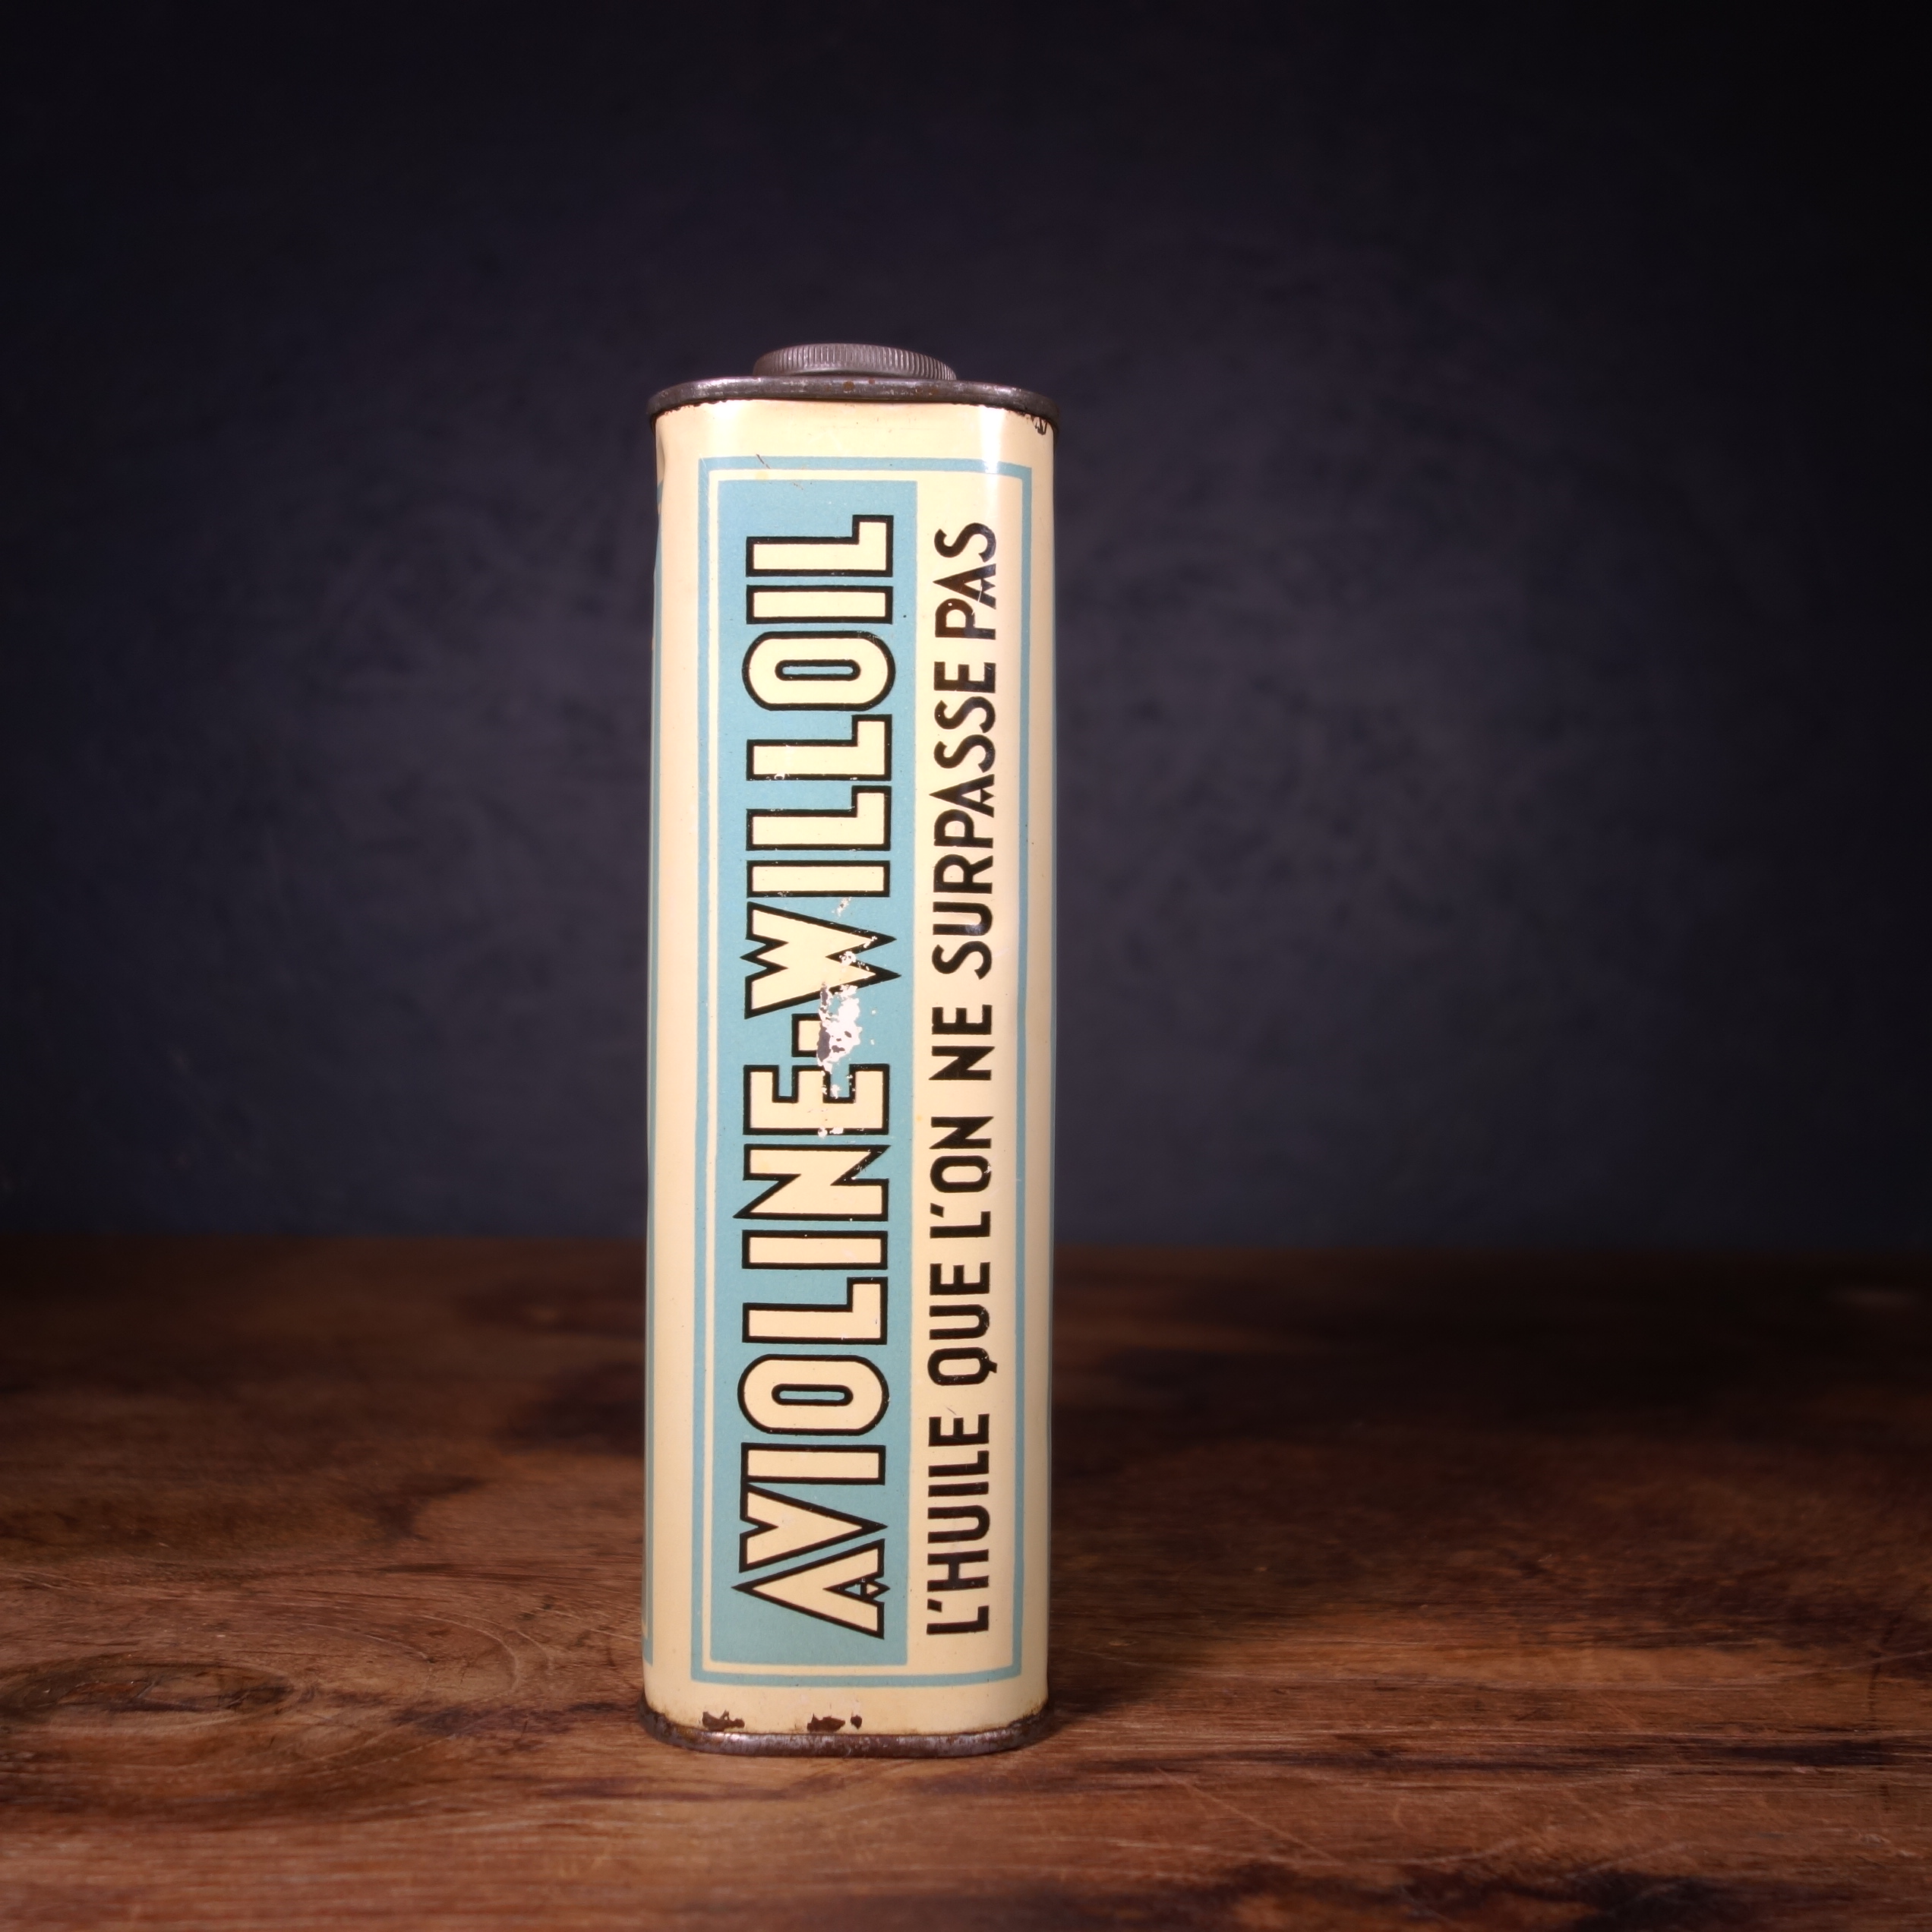 AVIOLINE-WILLOIL
L'HUILE QUE L'ON NE SURPASSE PAS